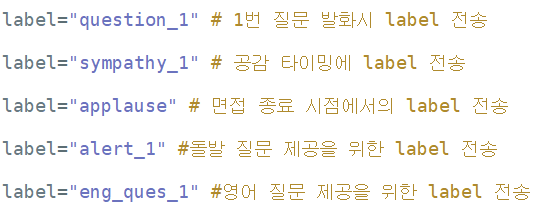 label="question_1" # 1번 질문 발화시 label 전송
label="sympathy_1" # 공감 타이밍에 label 전송
label="applause" # 면접 종료 시점에서의 label 전송
label="alert_1" #돌발 질문 제공을 위한 label 전송
label="eng_ques_1" #영어 질문 제공을 위한 label 전송